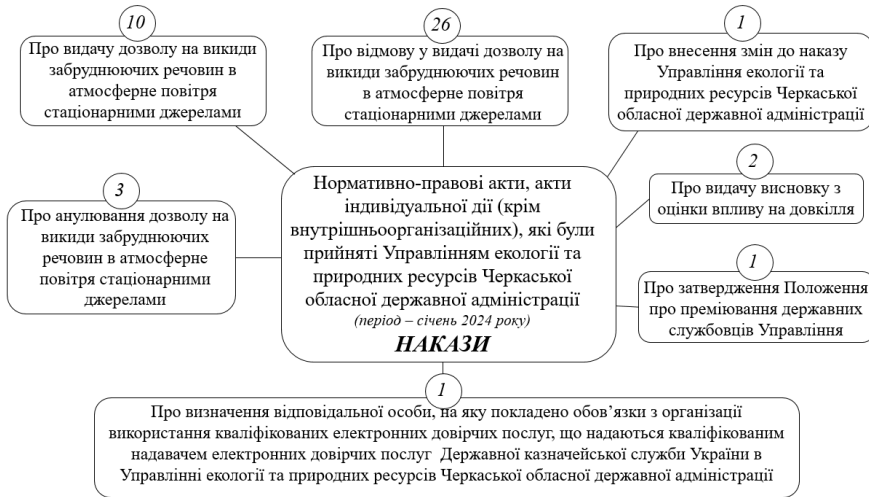 10
Про видачу дозволу на
викиди забруднюючих
речовин в атмосферне
повітря стаціонарними
джерелами
26
Про відмову у видачі дозволу на
викиди забруднюючих речовин
в атмосферне повітря
стаціонарними джерелами
1
Про внесення змін до наказу
Управління екології та
природних ресурсів Черкаської
обласної державної адміністрації
3
Про анулювання дозволу на
викиди забруднюючих
речовин в атмосферне
повітря стаціонарними
джерелами
Нормативно-правові акти, акти
індивідуальної дії (крім
внутрішньоорганізаційних), які були
прийняті Управлінням екології та
природних ресурсів Черкаської
обласної державної адміністрації
(період – січень 2024 року)
НАКАЗИ
2
Про видачу висновку з
оцінки впливу на довкілля
1
Про затвердження Положення
про преміювання державних
службовців Управління
1
Про визначення відповідальної особи, на яку покладено обов’язки з організації
використання кваліфікованих електронних довірчих послуг, що надаються кваліфікованим
надавачем електронних довірчих послуг Державної казначейської служби України в
Управлінні екології та природних ресурсів Черкаської обласної державної адміністрації